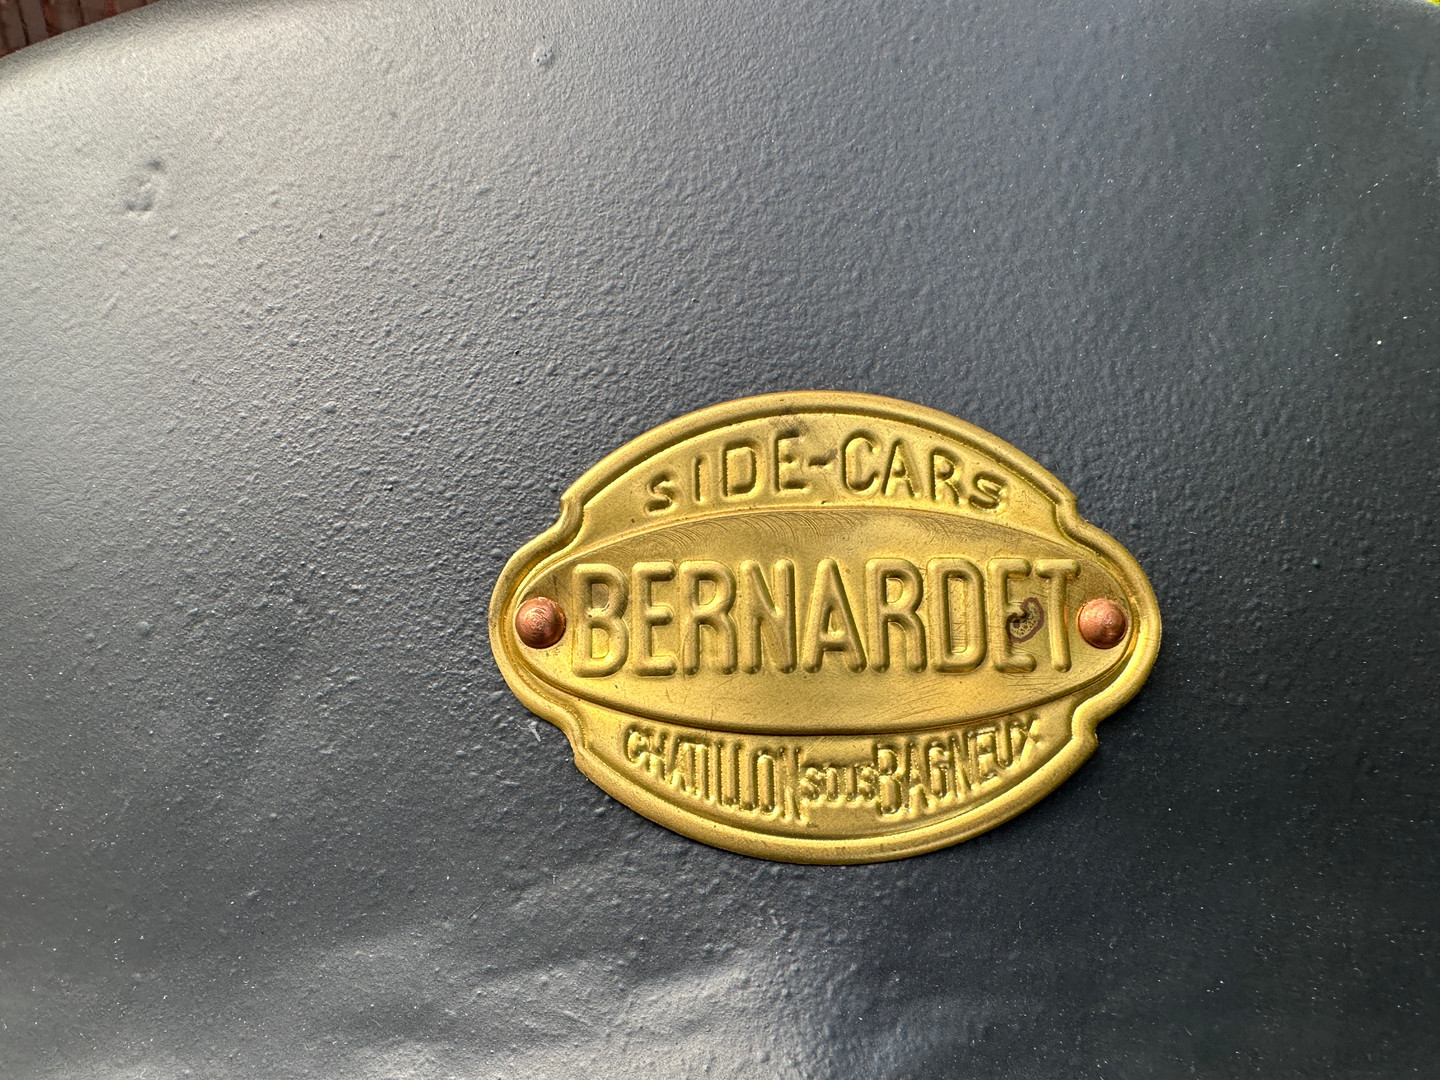 SIDE-CARS
BERNARDET
CHATILLON sous BAGNEUX